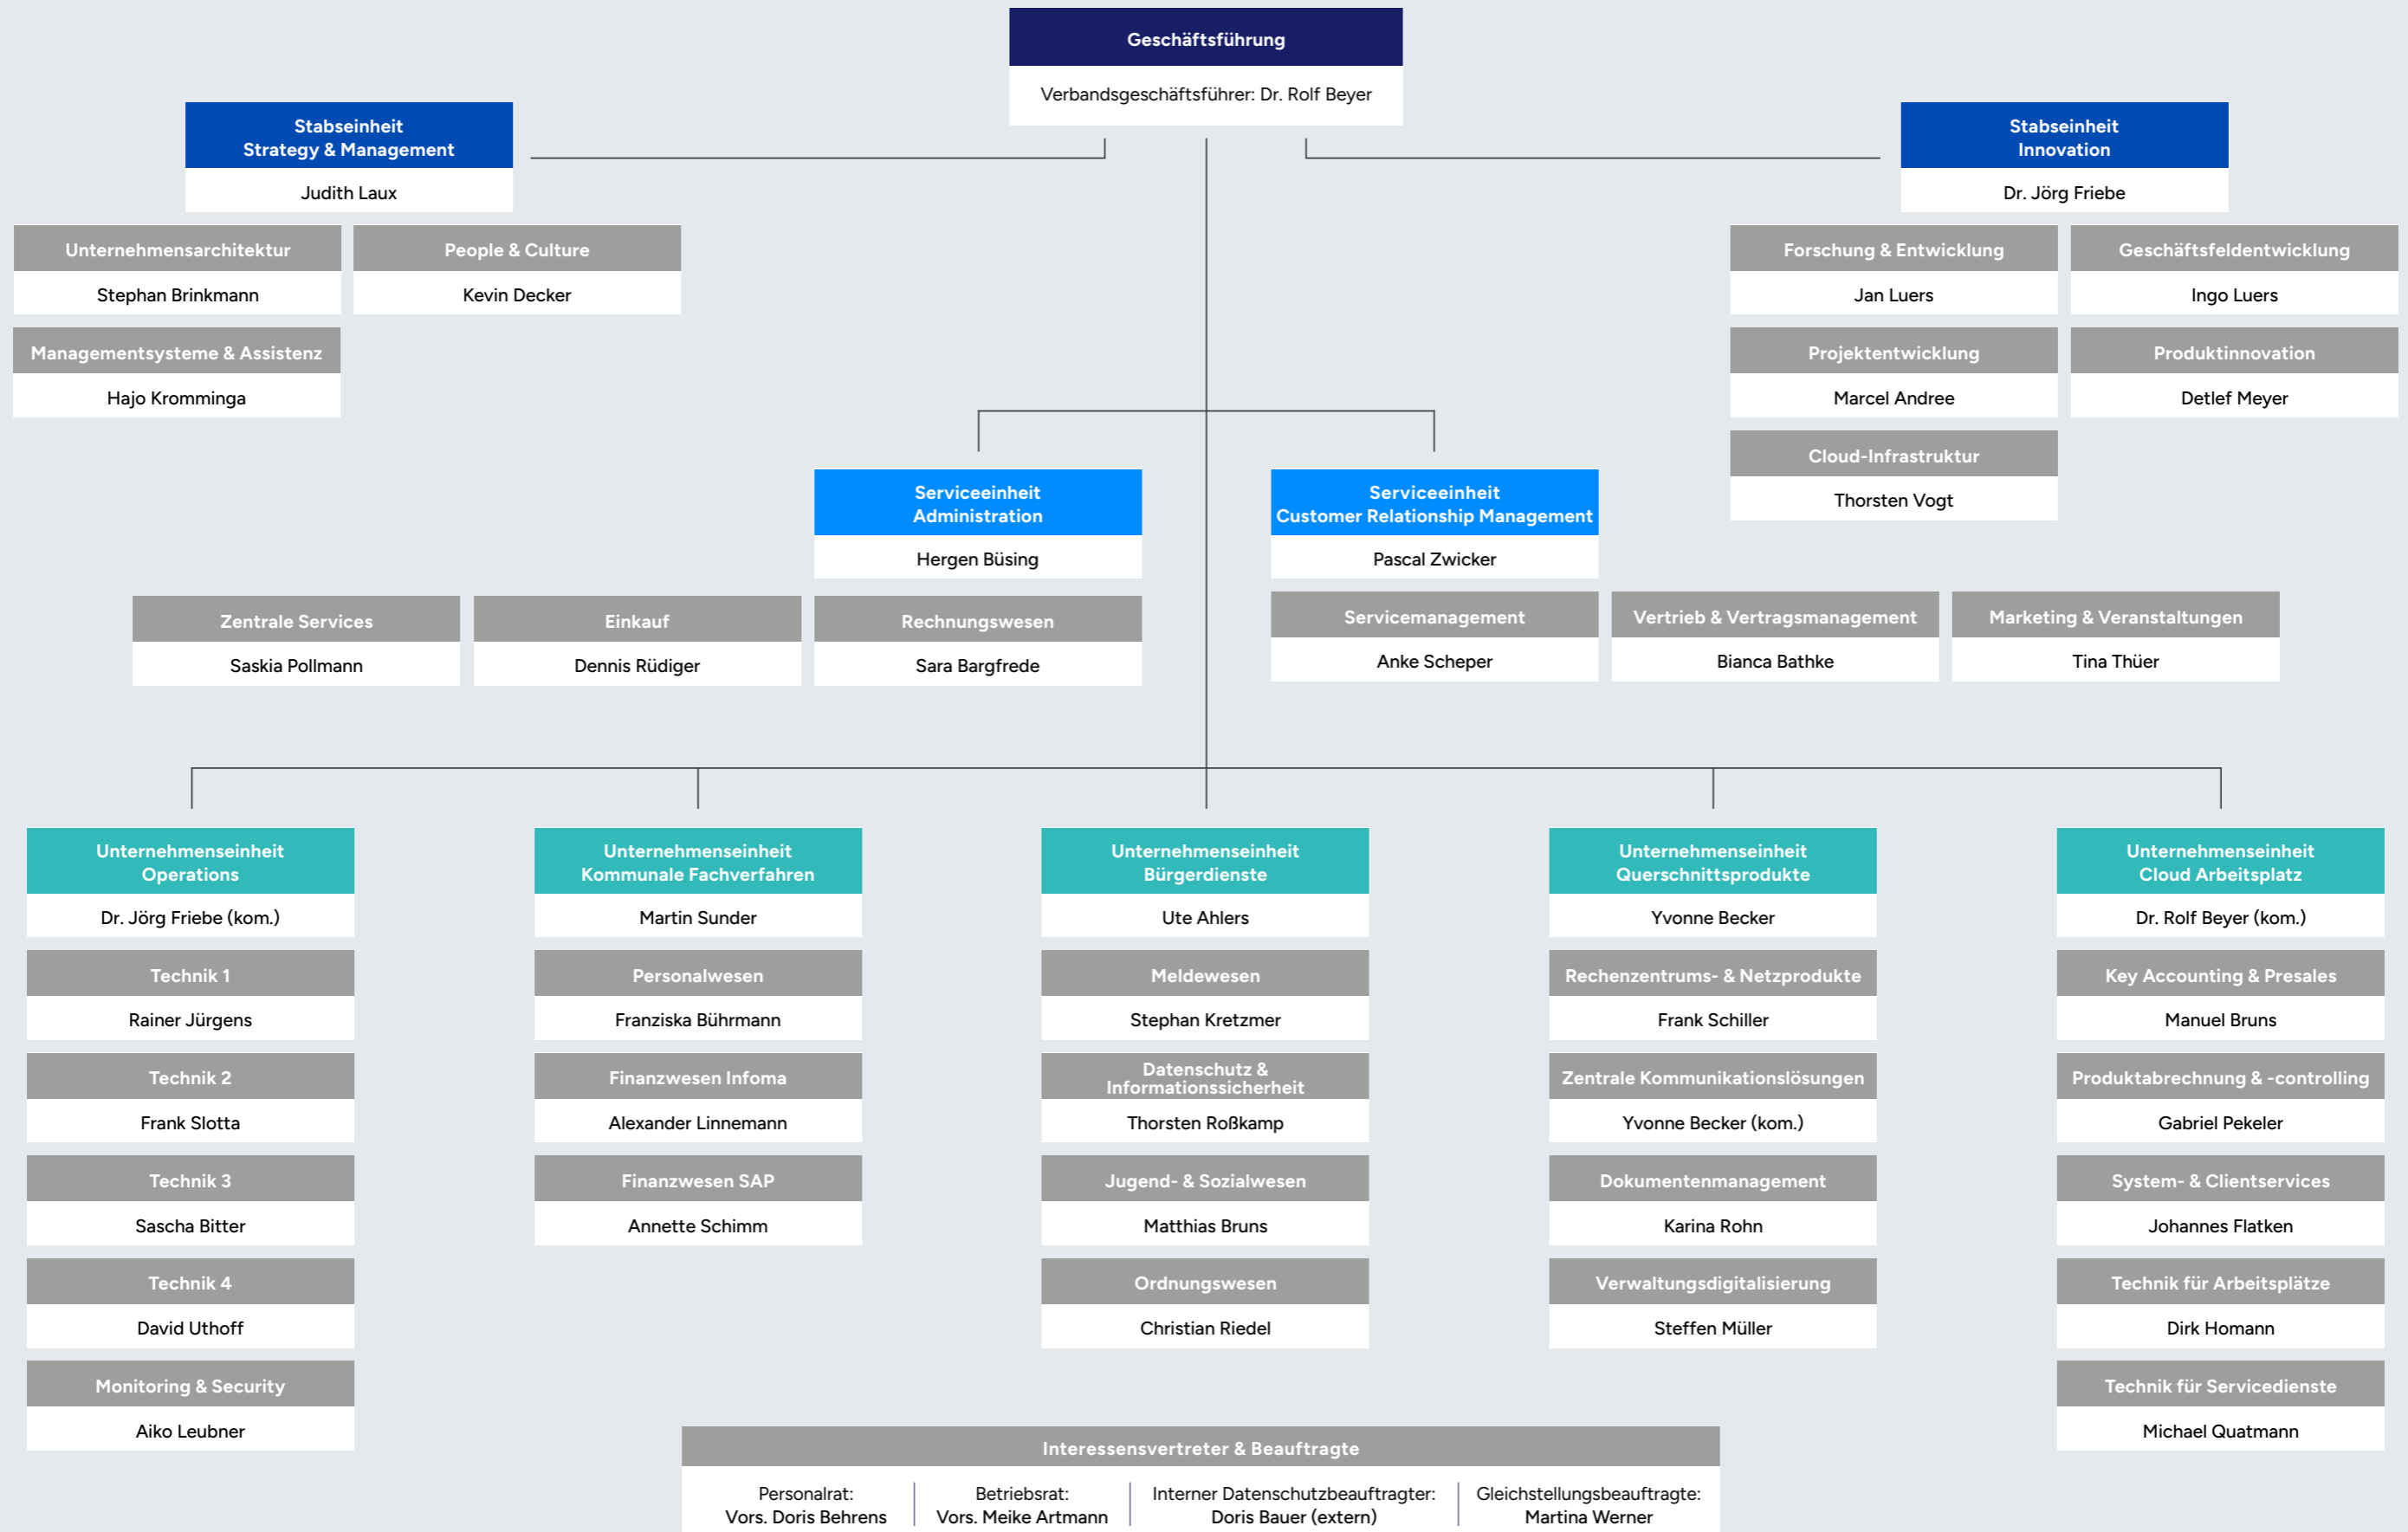 Geschäftsführung
Verbandsgeschäftsführer: Dr. Rolf Beyer
Stabseinheit
Strategy & Management
Judith Laux
Unternehmensarchitektur
Stephan Brinkmann
People & Culture
Kevin Decker
Managementsysteme & Assistenz
Hajo Kromminga
Stabseinheit
Innovation
Dr. Jörg Friebe
Forschung & Entwicklung
Jan Luers
Geschäftsfeldentwicklung
Ingo Luers
Projektentwicklung
Marcel Andree
Produktinnovation
Detlef Meyer
Cloud-Infrastruktur
Thorsten Vogt
Serviceeinheit
Administration
Hergen Büsing
Zentrale Services
Saskia Pollmann
Einkauf
Dennis Rüdiger
Rechnungswesen
Sara Bargfrede
Serviceeinheit
Customer Relationship Management
Pascal Zwicker
Servicemanagement
Anke Scheper
Vertrieb & Vertragsmanagement
Bianca Bathke
Marketing & Veranstaltungen
Tina Thüer
Unternehmenseinheit
Operations
Dr. Jörg Friebe (kom.)
Technik 1
Rainer Jürgens
Technik 2
Frank Slotta
Technik 3
Sascha Bitter
Technik 4
David Uthoff
Monitoring & Security
Aiko Leubner
Unternehmenseinheit
Kommunale Fachverfahren
Martin Sunder
Personalwesen
Franziska Bührmann
Finanzwesen Infoma
Alexander Linnemann
Finanzwesen SAP
Annette Schimm
Unternehmenseinheit
Bürgerdienste
Ute Ahlers
Meldewesen
Stephan Kretzmer
Datenschutz &
Informationssicherheit
Thorsten Roßkamp
Jugend- & Sozialwesen
Matthias Bruns
Ordnungswesen
Christian Riedel
Unternehmenseinheit
Querschnittsprodukte
Yvonne Becker
Rechenzentrums- & Netzprodukte
Frank Schiller
Zentrale Kommunikationslösungen
Yvonne Becker (kom.)
Dokumentenmanagement
Karina Rohn
Verwaltungsdigitalisierung
Steffen Müller
Unternehmenseinheit
Cloud Arbeitsplatz
Dr. Rolf Beyer (kom.)
Key Accounting & Presales
Manuel Bruns
Produktabrechnung & -controlling
Gabriel Pekeler
System- & Clientservices
Johannes Flatken
Technik für Arbeitsplätze
Dirk Homann
Technik für Servicedienste
Michael Quatmann
Interessensvertreter & Beauftragte
Personalrat:
Vors. Doris Behrens
Betriebsrat:
Vors. Meike Artmann
Interner Datenschutzbeauftragter:
Doris Bauer (extern)
Gleichstellungsbeauftragte:
Martina Werner